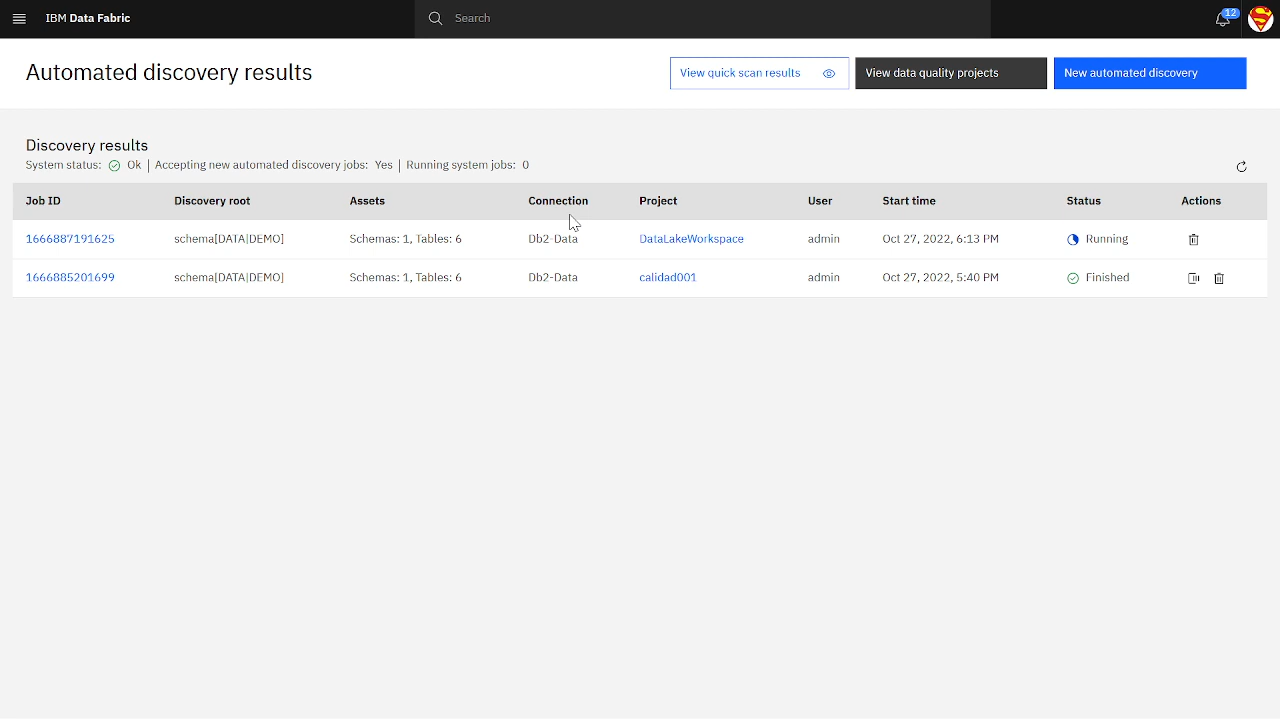 IBM Data Fabric
Search
12
Automated discovery results
View quick scan results
View data quality projects
New automated discovery
Discovery results
System status: Ok | Accepting new automated discovery jobs: Yes | Running system jobs: 0
Job ID Discovery root Assets Connection Project User Start time Status Actions
1666887191625 schema[DATA|DEMO] Schemas: 1, Tables: 6 Db2-Data DataLakeWorkspace admin Oct 27, 2022, 6:13 PM Running
1666885201699 schema[DATA|DEMO] Schemas: 1, Tables: 6 Db2-Data calidad001 admin Oct 27, 2022, 5:40 PM Finished